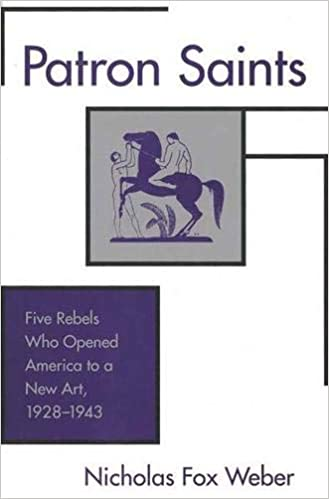 Patron Saints
Five Rebels
Who Opened
America to a
New Art,
1928–1943
Nicholas Fox Weber